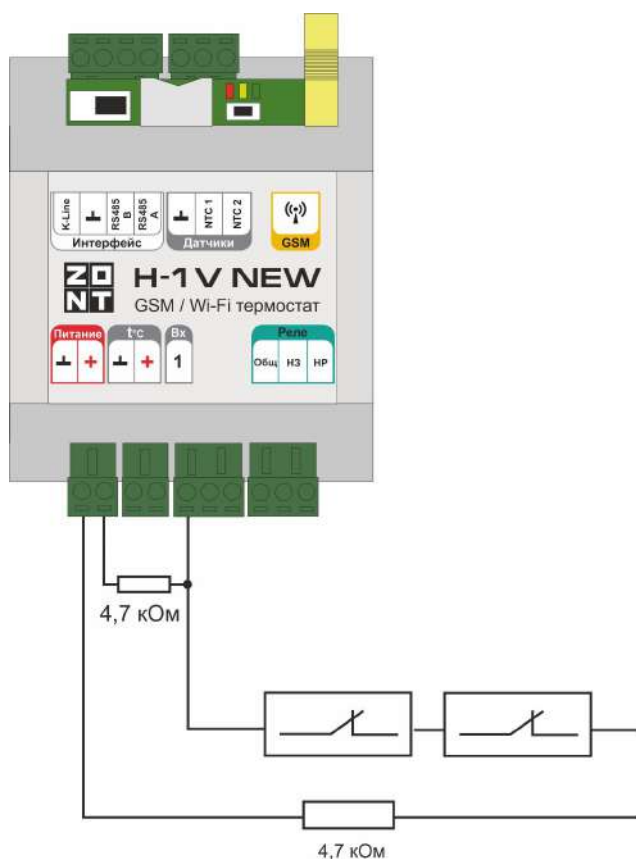 K-Line
RS485 B
RS485 A
Интерфейс
NTC 1
NTC 2
Датчики
GSM
ZONT
H-1V NEW
GSM / Wi-Fi термостат
Питание
+
t°C
+
Вх
1
Реле
Общ НЗ НР
4,7 кОм
4,7 кОм